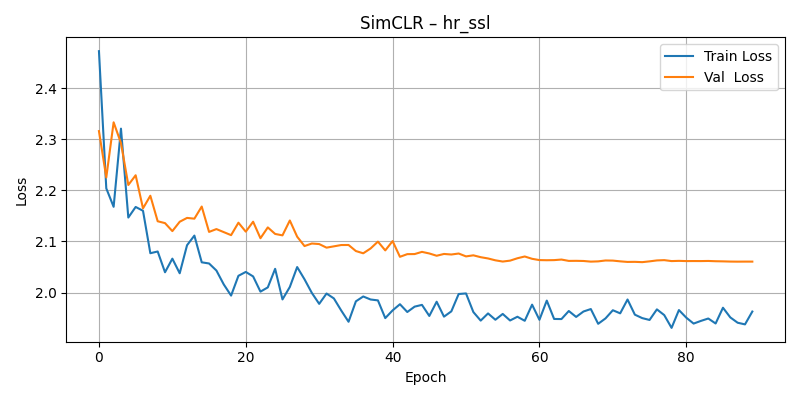 SimCLR – hr_ssl
Train Loss
Val  Loss
2.4
2.3
2.2
2.1
2.0
Loss
0
20
40
60
80
Epoch